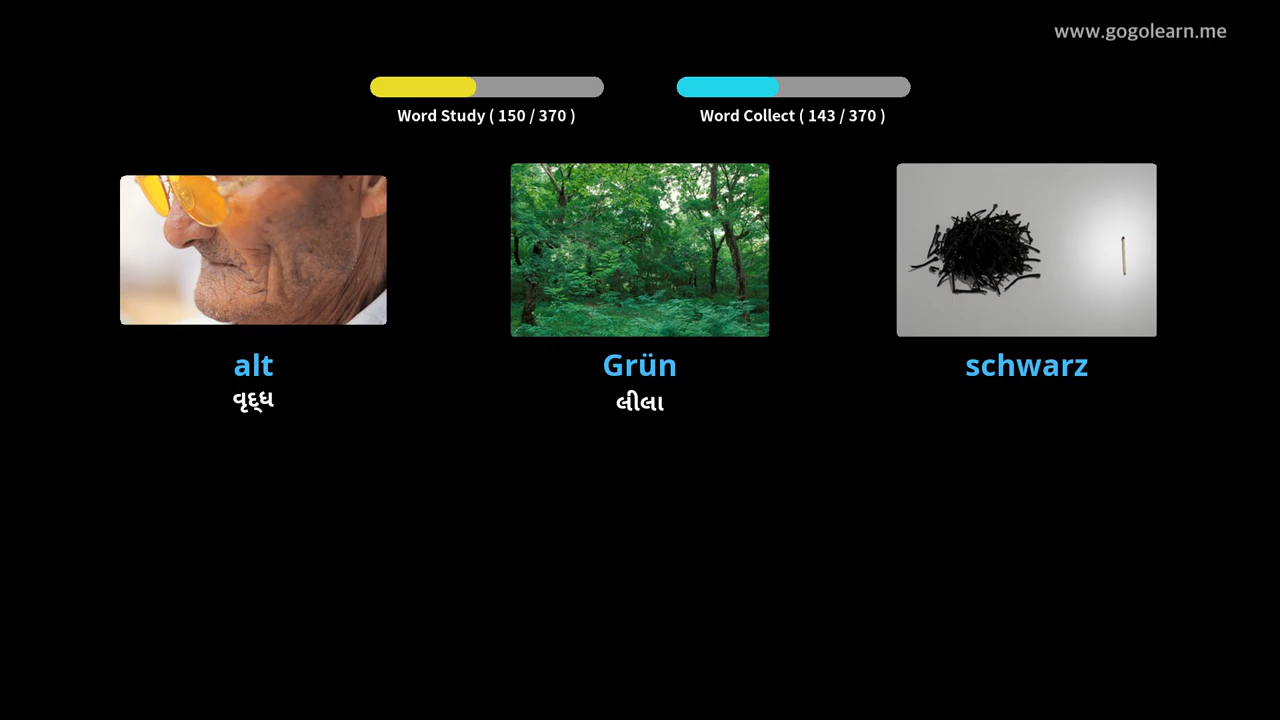 www.gogolearn.me
Word Study ( 150 / 370 )
Word Collect ( 143 / 370 )
alt
વૃદ્ધ
Grün
લીલા
schwarz